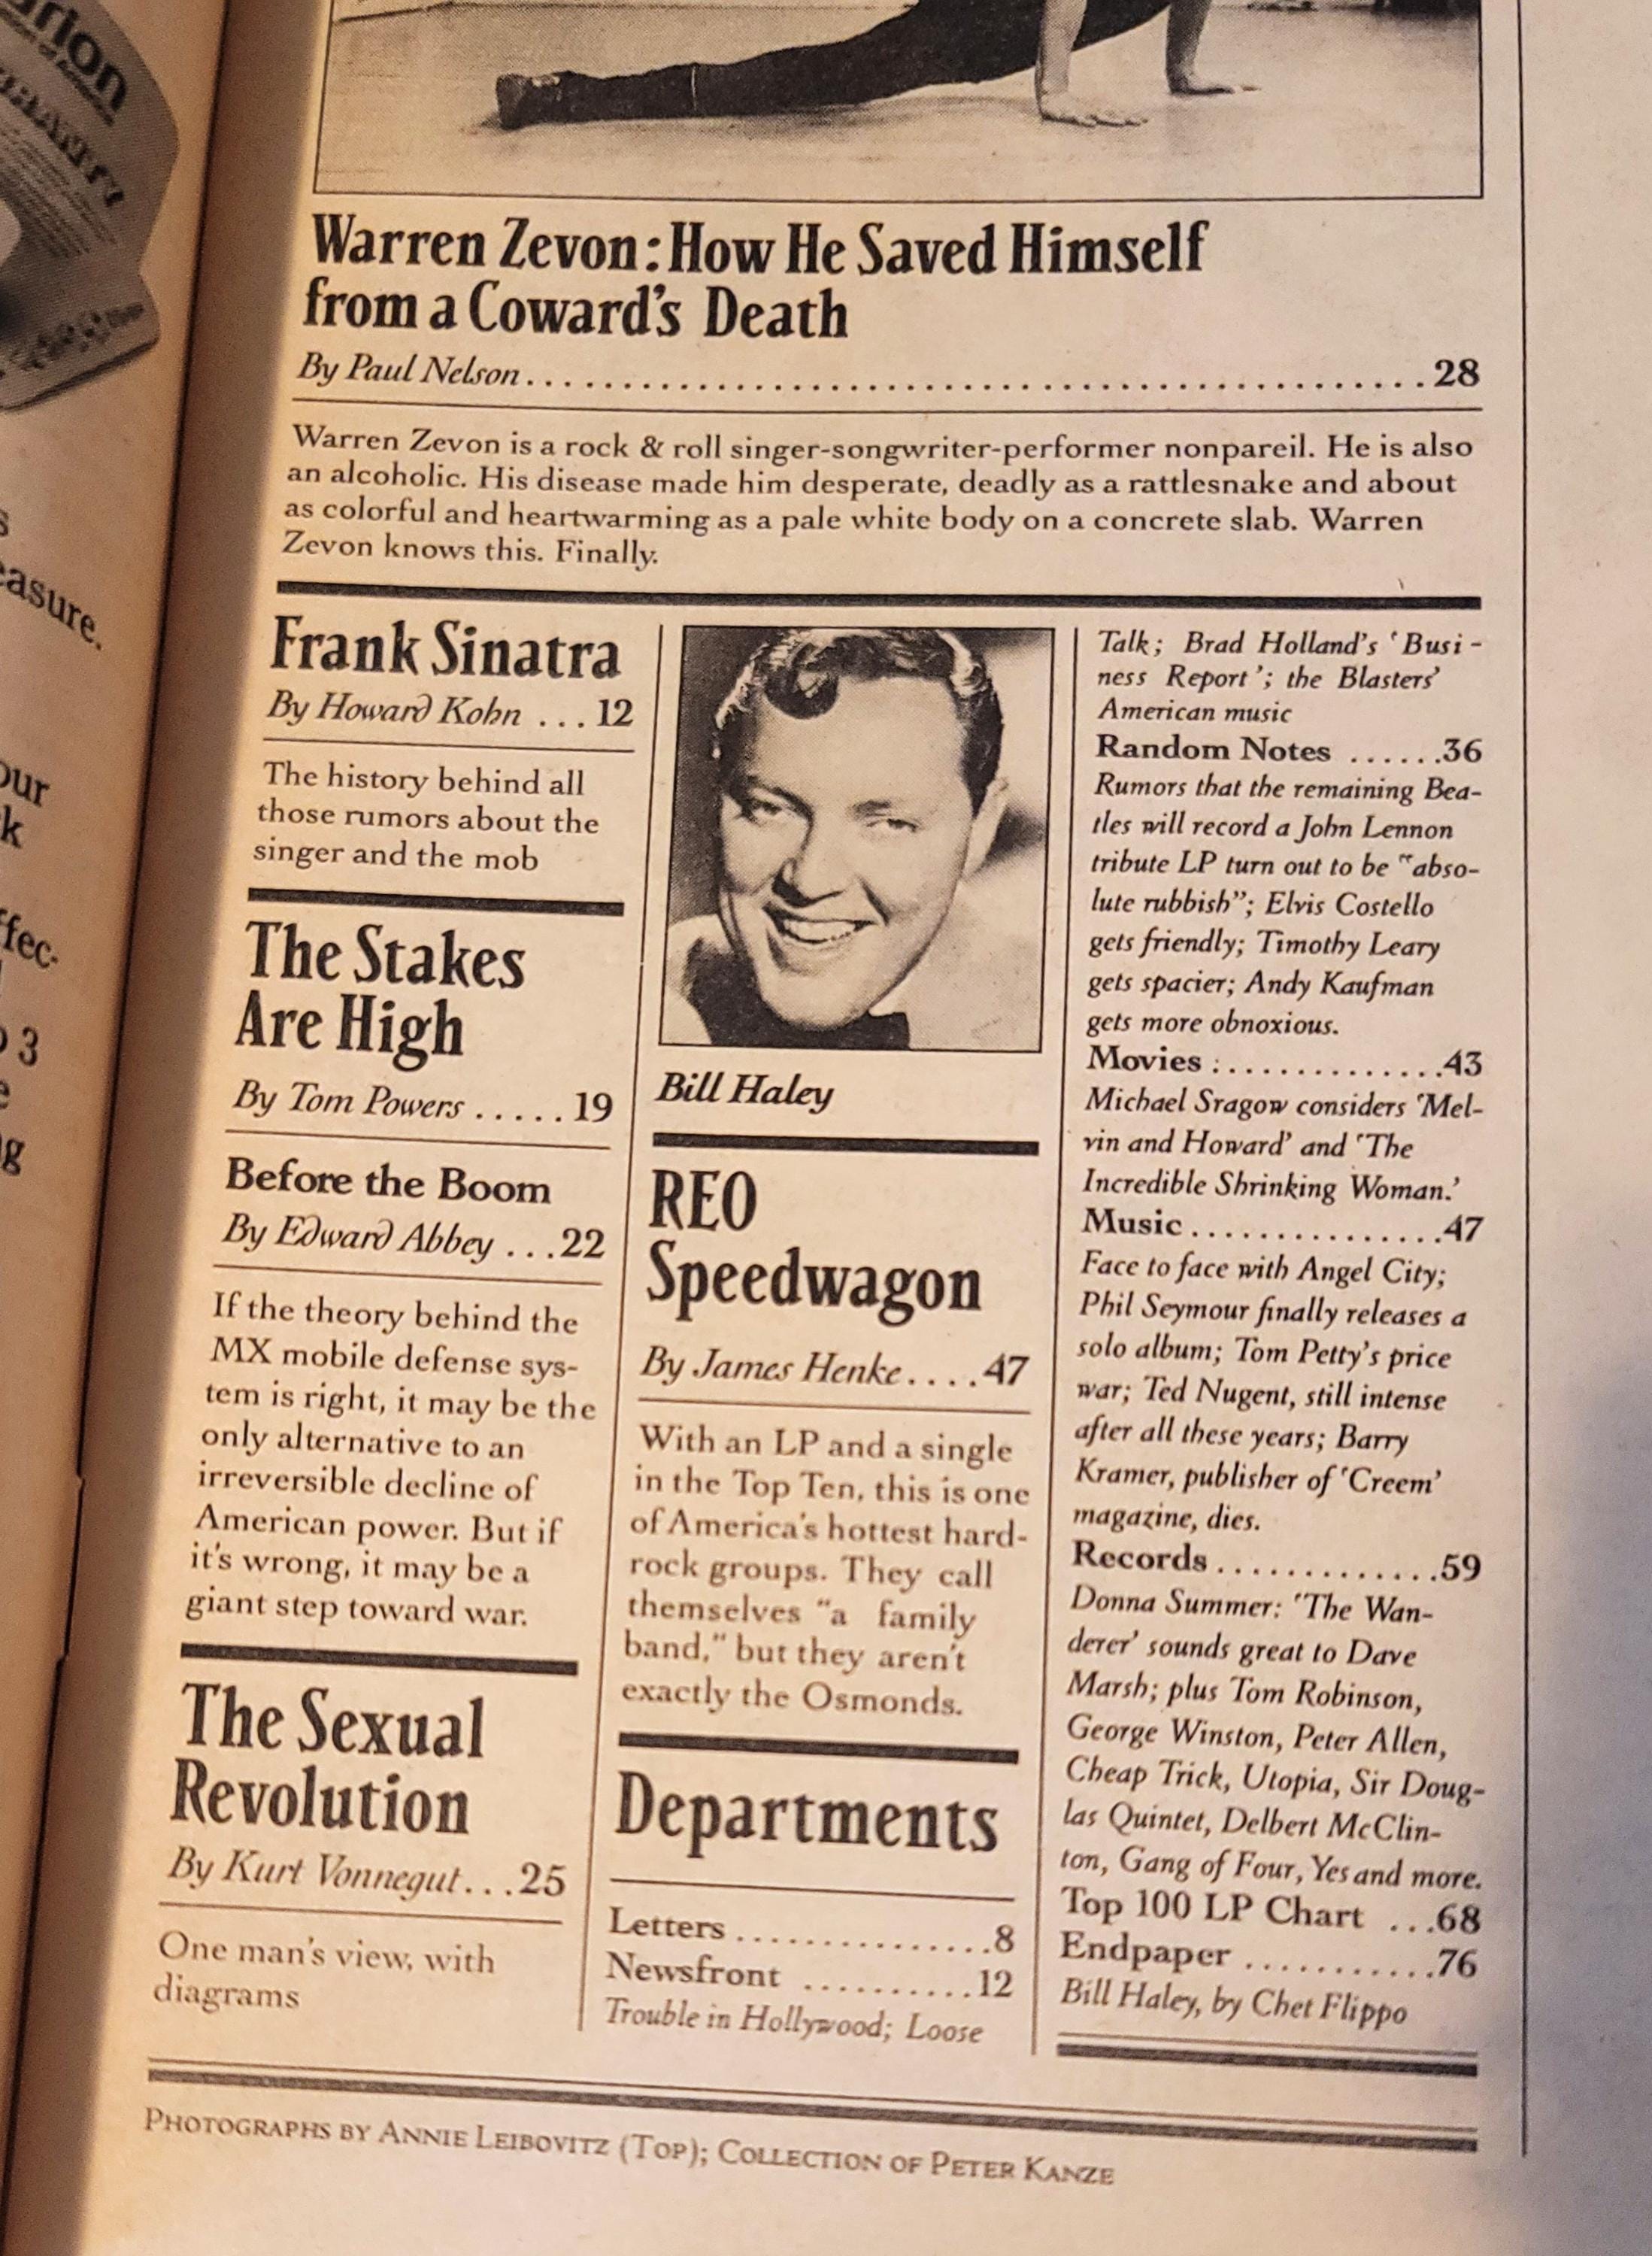 Warren Zevon: How He Saved Himself
from a Coward's Death
By Paul Nelson.................................................28
Warren Zevon is a rock & roll singer-songwriter-performer nonpareil. He is also
an alcoholic. His disease made him desperate, deadly as a rattlesnake and about
as colorful and heartwarming as a pale white body on a concrete slab. Warren
Zevon knows this. Finally.
Frank Sinatra
By Howard Kohn ...12
The history behind all
those rumors about the
singer and the mob
The Stakes
Are High
By Tom Powers .....19
Before the Boom
By Edward Abbey ...22
If the theory behind the
MX mobile defense sys-
tem is right, it may be the
only alternative to an
irreversible decline of
American power. But if
it's wrong, it may be a
giant step toward war.
The Sexual
Revolution
By Kurt Vonnegut...25
One man's view, with
diagrams
Bill Haley
REO
Speedwagon
By James Henke....47
With an LP and a single
in the Top Ten, this is one
of America's hottest hard-
rock groups. They call
themselves "a family
band," but they aren't
exactly the Osmonds.
Departments
Letters ...............8
Newsfront ..........12
Trouble in Hollywood; Loose
Talk; Brad Holland's 'Busi-
ness Report'; the Blasters'
American music
Random Notes ......36
Rumors that the remaining Bea-
tles will record a John Lennon
tribute LP turn out to be "abso-
lute rubbish"; Elvis Costello
gets friendly; Timothy Leary
gets spacier; Andy Kaufman
gets more obnoxious.
Movies ...............43
Michael Sragow considers 'Mel-
vin and Howard' and 'The
Incredible Shrinking Woman.'
Music................47
Face to face with Angel City;
Phil Seymour finally releases a
solo album; Tom Petty's price
war; Ted Nugent, still intense
after all these years; Barry
Kramer, publisher of 'Creem'
magazine, dies.
Records..............59
Donna Summer: 'The Wan-
derer' sounds great to Dave
Marsh; plus Tom Robinson,
George Winston, Peter Allen,
Cheap Trick, Utopia, Sir Doug-
las Quintet, Delbert McClin-
ton, Gang of Four, Yes and more.
Top 100 LP Chart ...68
Endpaper ............76
Bill Haley, by Chet Flippo
PHOTOGRAPHS BY ANNIE LEIBOVITZ (TOP); COLLECTION OF PETER KANZE